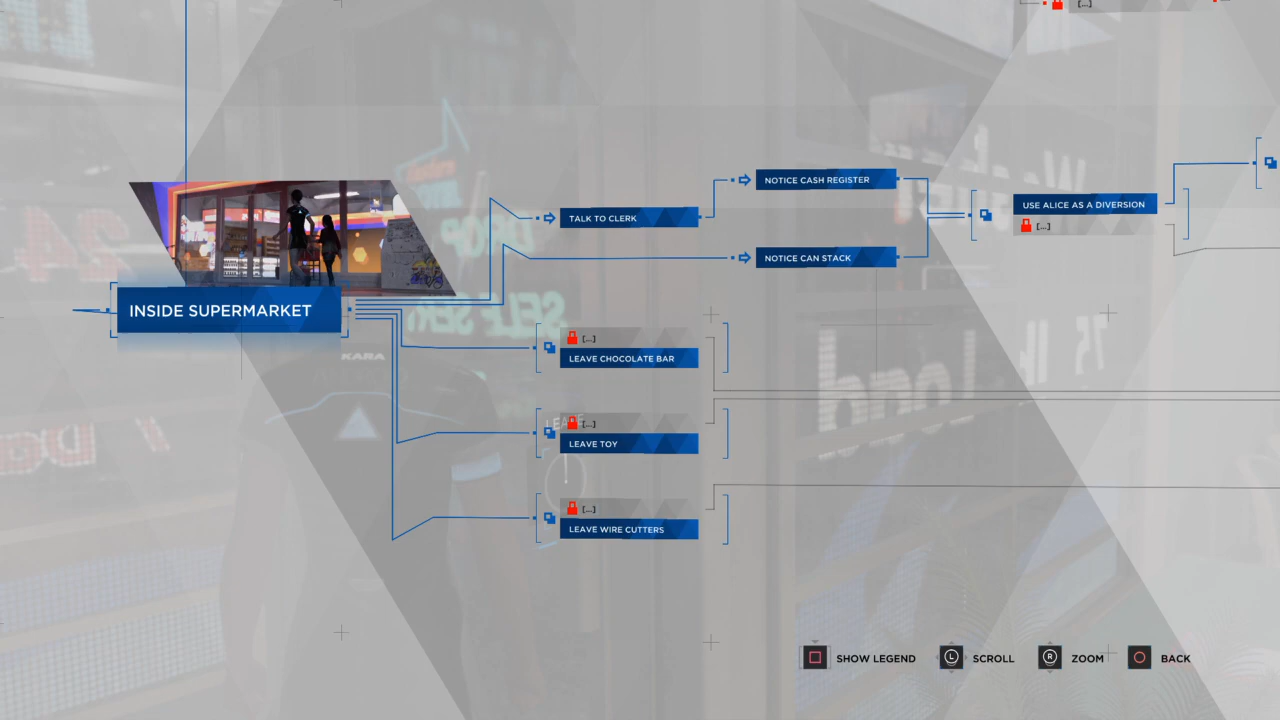 [...]
NOTICE CASH REGISTER
USE ALICE AS A DIVERSION
[...]
TALK TO CLERK
NOTICE CAN STACK
INSIDE SUPERMARKET
[...]
LEAVE CHOCOLATE BAR
KARA
[...]
LEAVE TOY
[...]
LEAVE WIRE CUTTERS
SHOW LEGEND
L
SCROLL
R
ZOOM
BACK